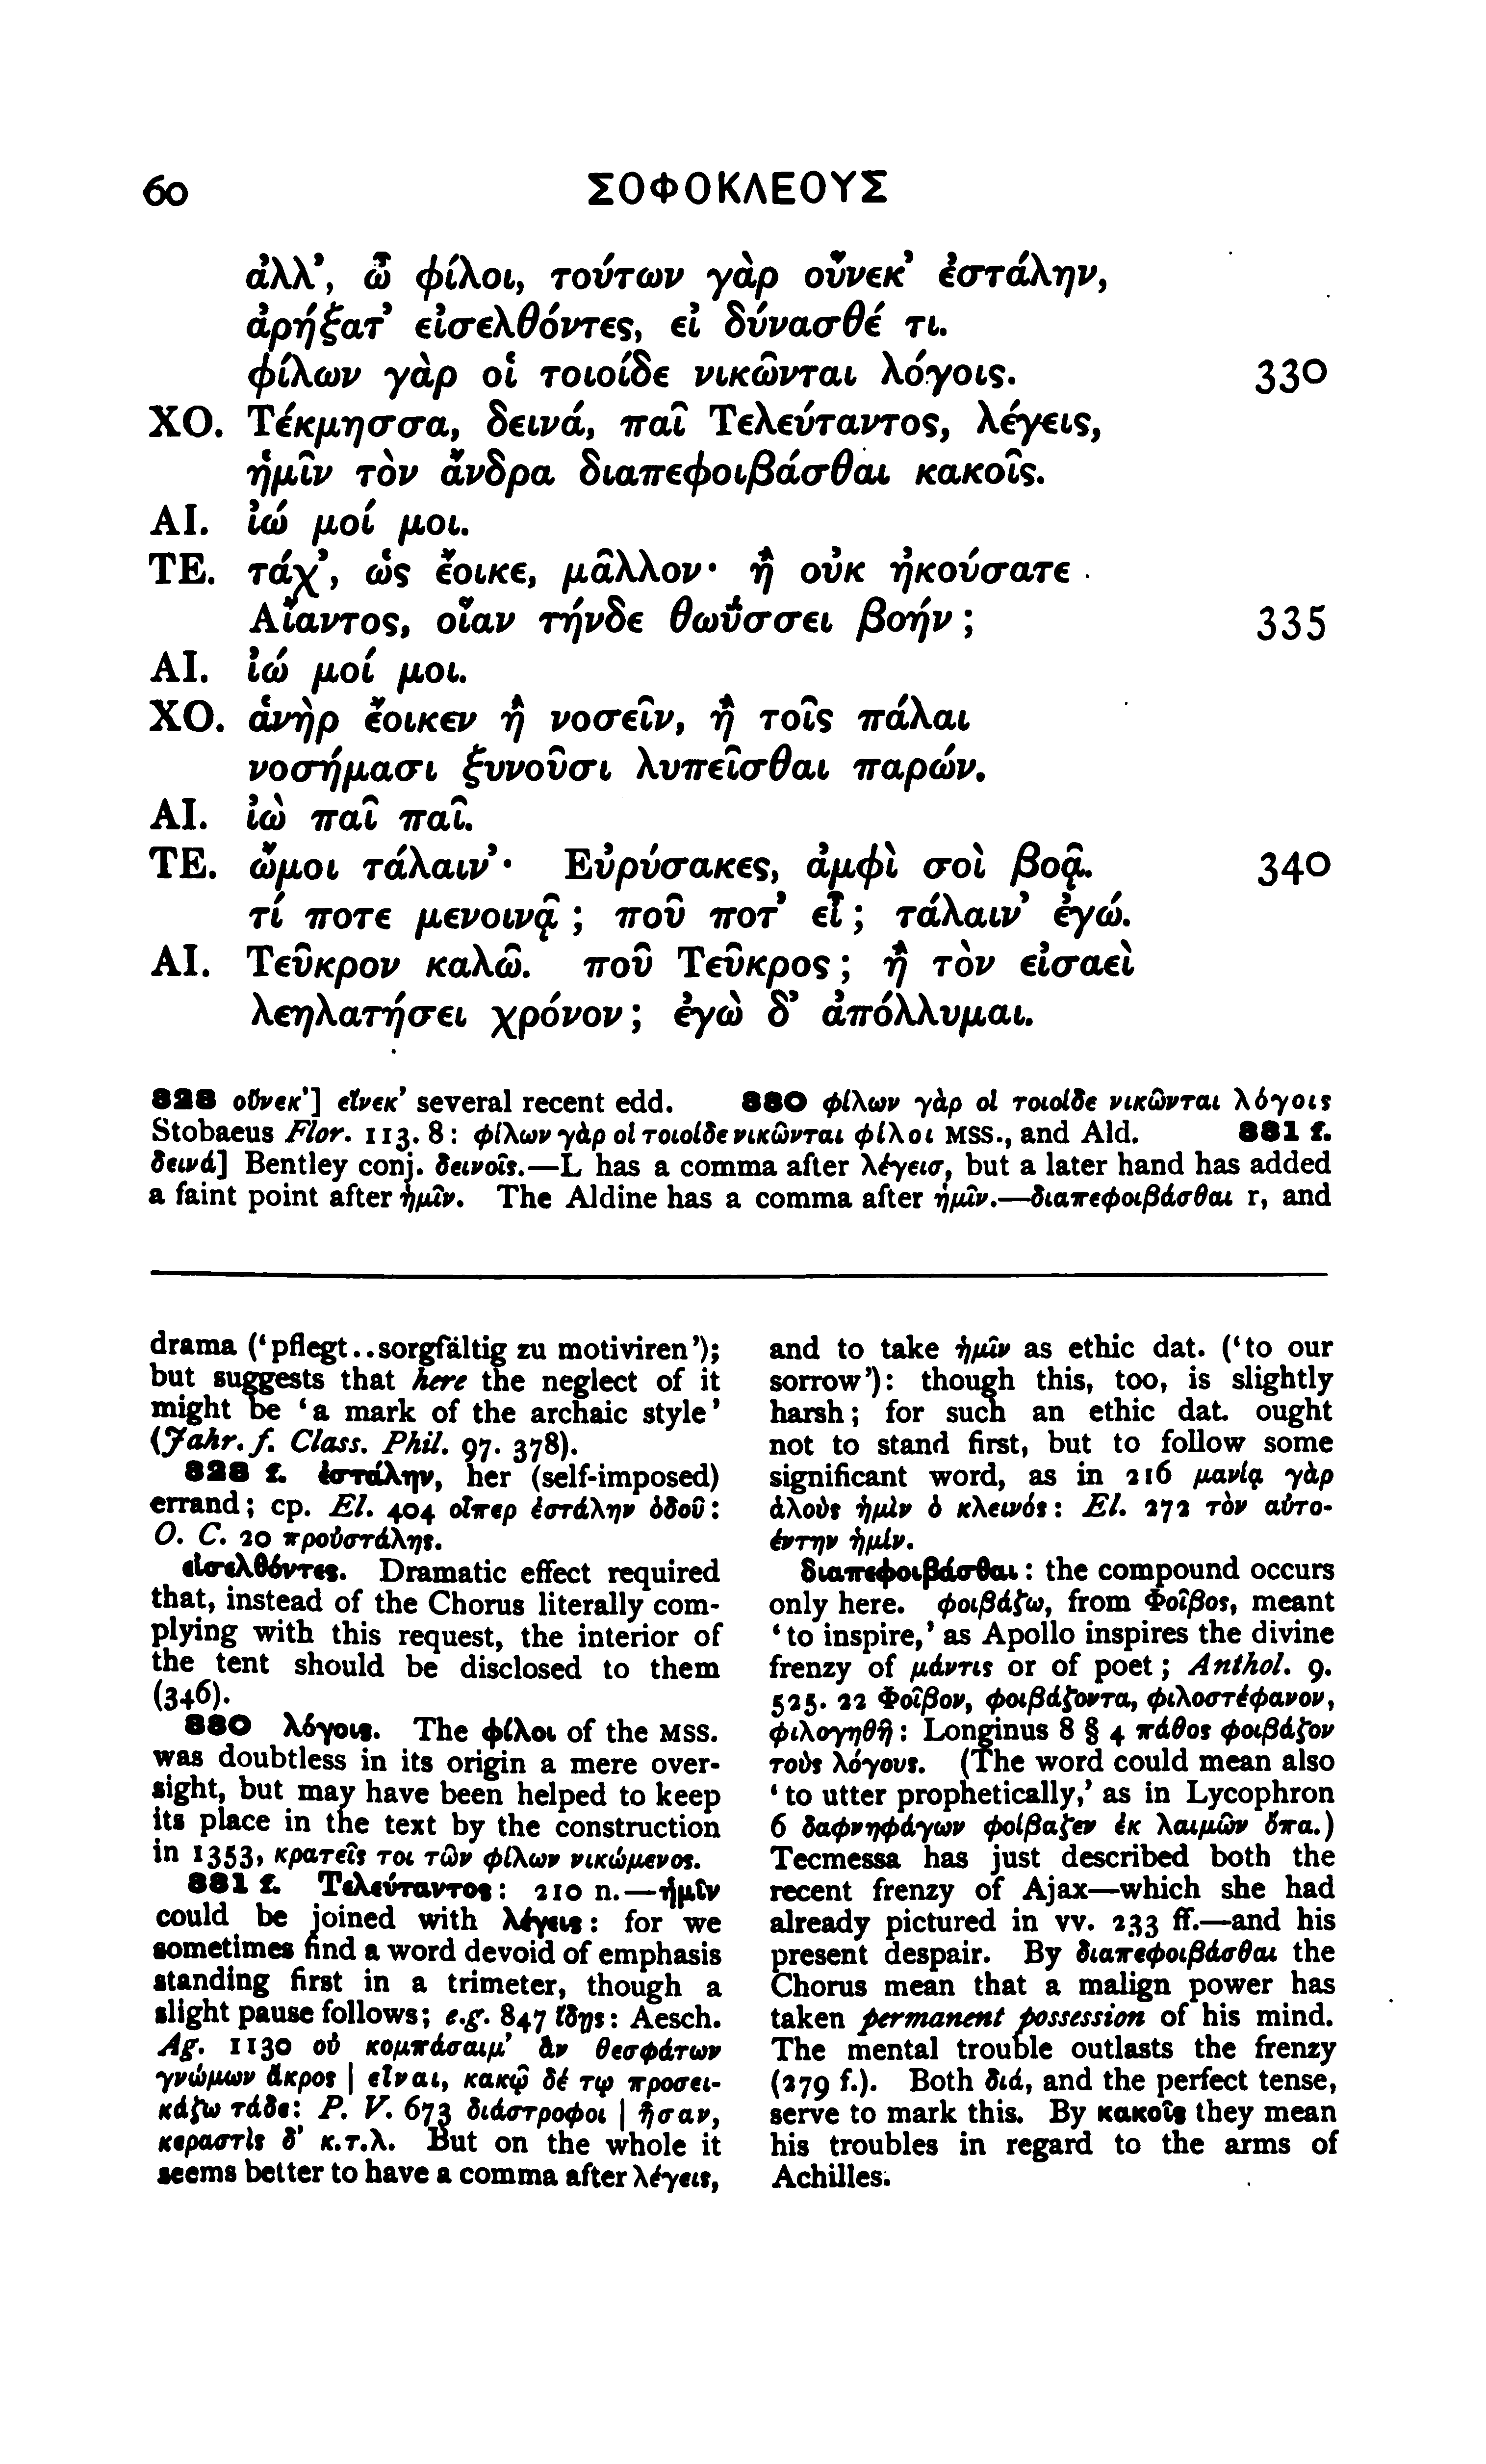 60
ΣΟΦΟΚΛΕΟΥΣ
ἀλλ’, ὦ φίλοι, τούτων γὰρ οὕνεκ’ ἐστάλην,
ἀρήξατ’ εἰσελθόντες, εἰ δύνασθέ τι.
φίλων γὰρ οἱ τοιοίδε νικῶνται λόγοις. 330
ΧΟ. Τέκμησσα, δεινά, παῖ Τελεύταντος, λέγεις,
ἡμῖν τὸν ἄνδρα διαπεφοιβάσθαι κακοῖς.
ΑΙ. ἰώ μοί μοι.
ΤΕ. τάχ’, ὡς ἔοικε, μᾶλλον· ἢ οὐκ ἠκούσατε
Αἴαντος, οἵαν τήνδε θωΰσσει βοήν; 335
ΑΙ. ἰώ μοί μοι.
ΧΟ. ἁνὴρ ἔοικεν ἢ νοσεῖν, ἢ τοῖς πάλαι
νοσήμασι ξυνοῦσι λυπεῖσθαι παρών.
ΑΙ. ἰὼ παῖ παῖ.
ΤΕ. ὤμοι τάλαιν’· Εὐρύσακες, ἀμφὶ σοὶ βοᾷ. 340
τί ποτε μενοινᾷ; ποῦ ποτ’ εἶ; τάλαιν’ ἐγώ.
ΑΙ. Τεῦκρον καλῶ. ποῦ Τεῦκρος; ἢ τὸν εἰσαεὶ
λεηλατήσει χρόνον; ἐγὼ δ’ ἀπόλλυμαι.
328 οὕνεκ’] εἵνεκ’ several recent edd. 330 φίλων γὰρ οἱ τοιοίδε νικῶνται λόγοις
Stobaeus Flor. 113. 8: φίλων γὰρ οἱ τοιοίδε νικῶνται φίλοι MSS., and Ald. 331 f.
δεινά] Bentley conj. δεινοῖς.—L has a comma after λέγεισ, but a later hand has added
a faint point after ἡμῖν. The Aldine has a comma after ἡμῖν.—διαπεφοιβάσθαι r, and
drama (‘pflegt..sorgfältig zu motiviren’);
but suggests that here the neglect of it
might be ‘a mark of the archaic style’
(Jahr. f. Class. Phil. 97. 378).
328 f. ἐστάλην, her (self-imposed)
errand; cp. El. 404 οἷπερ ἐστάλην ὁδοῦ:
O. C. 20 προὐστάλης.
εἰσελθόντες. Dramatic effect required
that, instead of the Chorus literally com-
plying with this request, the interior of
the tent should be disclosed to them
(346).
330 λόγοις. The φίλοι of the MSS.
was doubtless in its origin a mere over-
sight, but may have been helped to keep
its place in the text by the construction
in 1353, κρατεῖς τοι τῶν φίλων νικώμενος.
331 f. Τελεύταντος: 210 n.—ἡμῖν
could be joined with λέγεις: for we
sometimes find a word devoid of emphasis
standing first in a trimeter, though a
slight pause follows; e.g. 847 ἴδῃς: Aesch.
Ag. 1130 οὐ κομπάσαιμ’ ἂν θεσφάτων
γνώμων ἄκρος | εἶναι, κακῷ δέ τῳ προσει-
κάζω τάδε: P. V. 673 διάστροφοι | ἦσαν,
κεραστὶς δ’ κ.τ.λ. But on the whole it
seems better to have a comma after λέγεις,
and to take ἡμῖν as ethic dat. (‘to our
sorrow’): though this, too, is slightly
harsh; for such an ethic dat. ought
not to stand first, but to follow some
significant word, as in 216 μανίᾳ γὰρ
ἁλοὺς ἡμὶν ὁ κλεινός: El. 272 τὸν αὐτο-
έντην ἡμίν.
διαπεφοιβάσθαι: the compound occurs
only here. φοιβάζω, from Φοῖβος, meant
‘to inspire,’ as Apollo inspires the divine
frenzy of μάντις or of poet; Anthol. 9.
525. 22 Φοῖβον, φοιβάζοντα, φιλοστέφανον,
φιλογηθῆ: Longinus 8 § 4 πάθος φοιβάζον
τοὺς λόγους. (The word could mean also
‘to utter prophetically,’ as in Lycophron
6 δαφνηφάγων φοίβαζεν ἐκ λαιμῶν ὄπα.)
Tecmessa has just described both the
recent frenzy of Ajax—which she had
already pictured in vv. 233 ff.—and his
present despair. By διαπεφοιβάσθαι the
Chorus mean that a malign power has
taken permanent possession of his mind.
The mental trouble outlasts the frenzy
(279 f.). Both διά, and the perfect tense,
serve to mark this. By κακοῖς they mean
his troubles in regard to the arms of
Achilles.